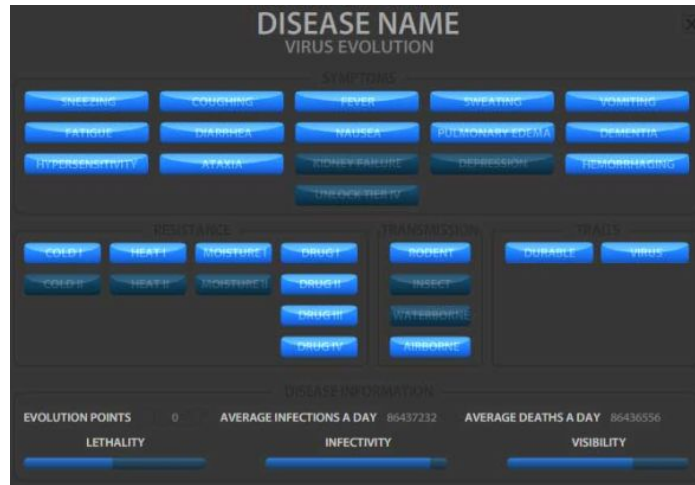 DISEASE NAME
VIRUS EVOLUTION
SYMPTOMS
SNEEZING COUGHING FEVER SWEATING VOMITING
FATIGUE DIARRHEA NAUSEA PULMONARY EDEMA DEMENTIA
HYPERSENSITIVITY ATAXIA KIDNEY FAILURE DEPRESSION HEMORRHAGING
UNLOCK TIER IV
RESISTANCE TRANSMISSION TRAITS
COLD I HEAT I MOISTURE I DRUG I RODENT DURABLE VIRUS
COLD II HEAT II MOISTURE II DRUG II INSECT
DRUG III WATERBORNE
DRUG IV AIRBORNE
DISEASE INFORMATION
EVOLUTION POINTS 0 AVERAGE INFECTIONS A DAY 86437232 AVERAGE DEATHS A DAY 86436556
LETHALITY INFECTIVITY VISIBILITY